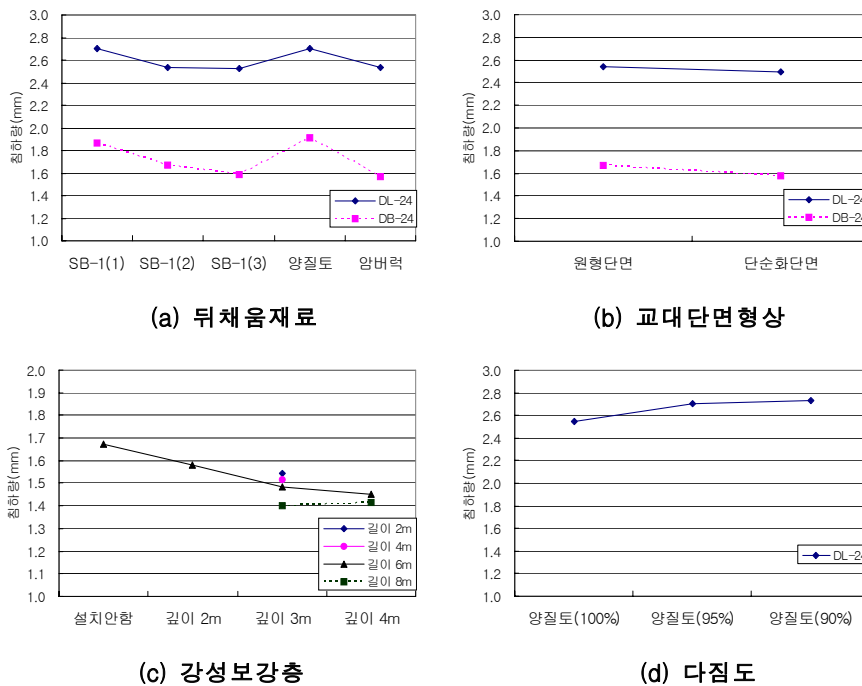 3.0
2.8
2.6
2.4
2.2
2.0
1.8
1.6
1.4
1.2
1.0
침하량(mm)
DL-24
DB-24
SB-1(1) SB-1(2) SB-1(3) 양질토 암버럭
(a) 뒤채움재료
3.0
2.8
2.6
2.4
2.2
2.0
1.8
1.6
1.4
1.2
1.0
침하량(mm)
DL-24
DB-24
원형단면 단순화단면
(b) 교대단면형상
2.0
1.9
1.8
1.7
1.6
1.5
1.4
1.3
1.2
1.1
1.0
침하량(mm)
길이 2m
길이 4m
길이 6m
길이 8m
설치안함 깊이 2m 깊이 3m 깊이 4m
(c) 강성보강층
3.0
2.8
2.6
2.4
2.2
2.0
1.8
1.6
1.4
1.2
1.0
침하량(mm)
DL-24
양질토(100%) 양질토(95%) 양질토(90%)
(d) 다짐도